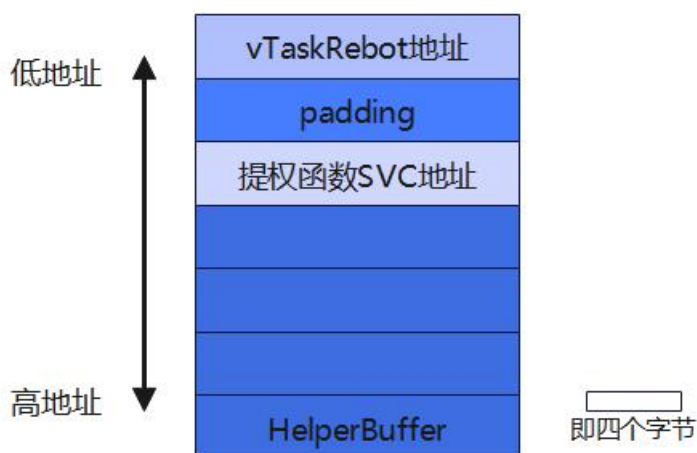 vTaskRebot地址
低地址
padding
提权函数SVC地址
高地址
HelperBuffer
即四个字节